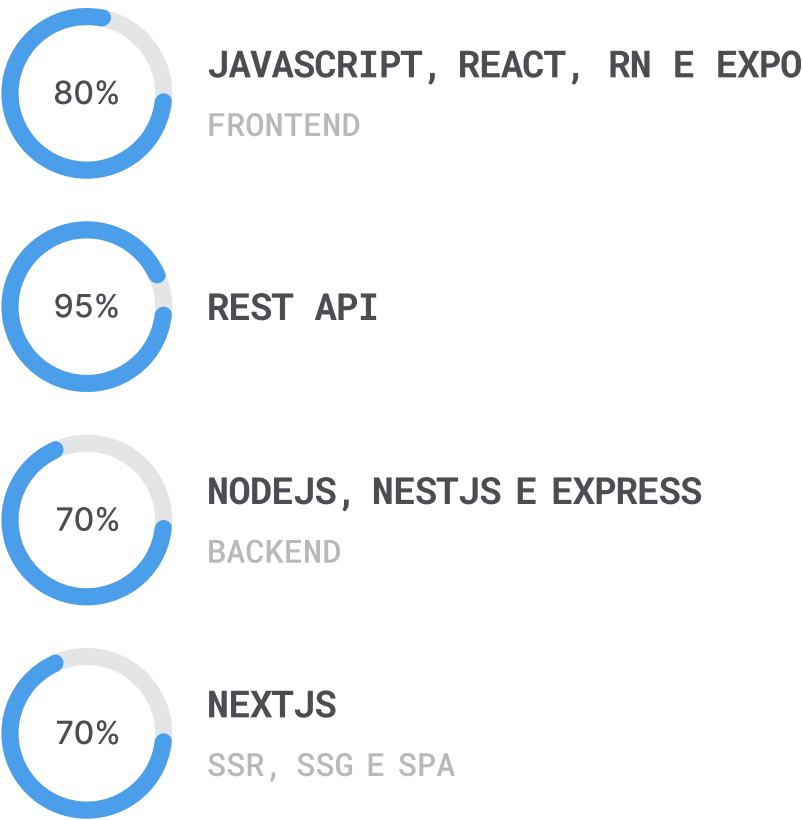 80%
JAVASCRIPT, REACT, RN E EXPO
FRONTEND
95%
REST API
70%
NODEJS, NESTJS E EXPRESS
BACKEND
70%
NEXTJS
SSR, SSG E SPA